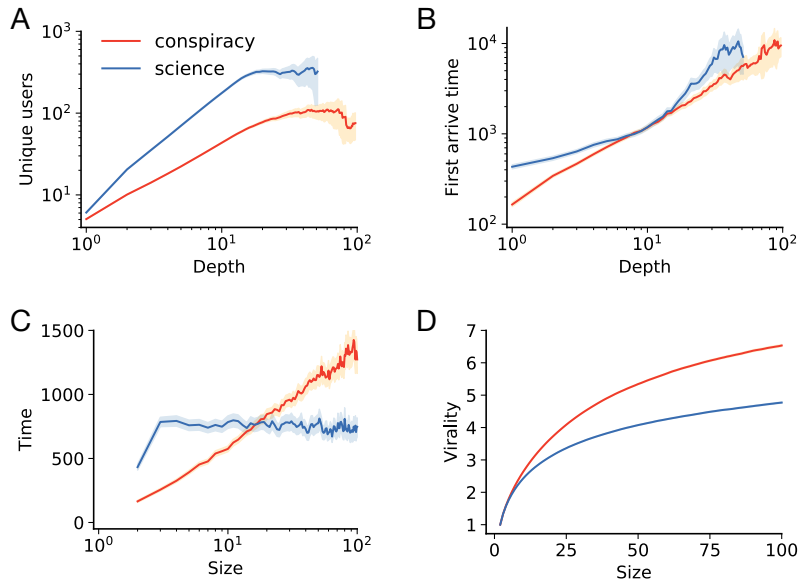 A
10³
10²
10¹
10⁰ 10¹ 10²
Unique users
Depth
conspiracy
science
B
10⁴
10³
10²
10⁰ 10¹ 10²
First arrive time
Depth
C
1500
1000
500
0
10⁰ 10¹ 10²
Time
Size
D
7
6
5
4
3
2
1
0 25 50 75 100
Virality
Size